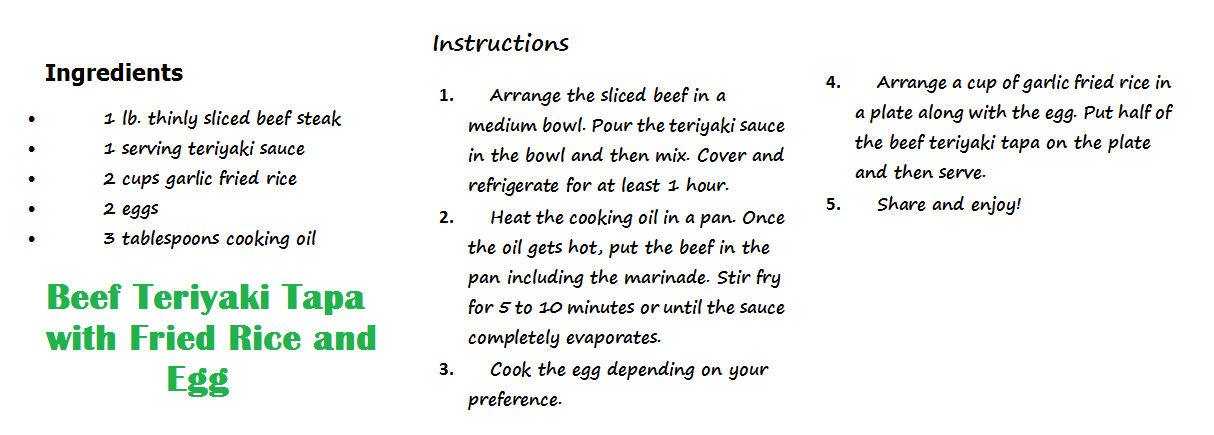 Ingredients
• 1 lb. thinly sliced beef steak
• 1 serving teriyaki sauce
• 2 cups garlic fried rice
• 2 eggs
• 3 tablespoons cooking oil
Beef Teriyaki Tapa
with Fried Rice and
Egg
Instructions
1. Arrange the sliced beef in a
medium bowl. Pour the teriyaki sauce
in the bowl and then mix. Cover and
refrigerate for at least 1 hour.
2. Heat the cooking oil in a pan. Once
the oil gets hot, put the beef in the
pan including the marinade. Stir fry
for 5 to 10 minutes or until the sauce
completely evaporates.
3. Cook the egg depending on your
preference.
4. Arrange a cup of garlic fried rice in
a plate along with the egg. Put half of
the beef teriyaki tapa on the plate
and then serve.
5. Share and enjoy!